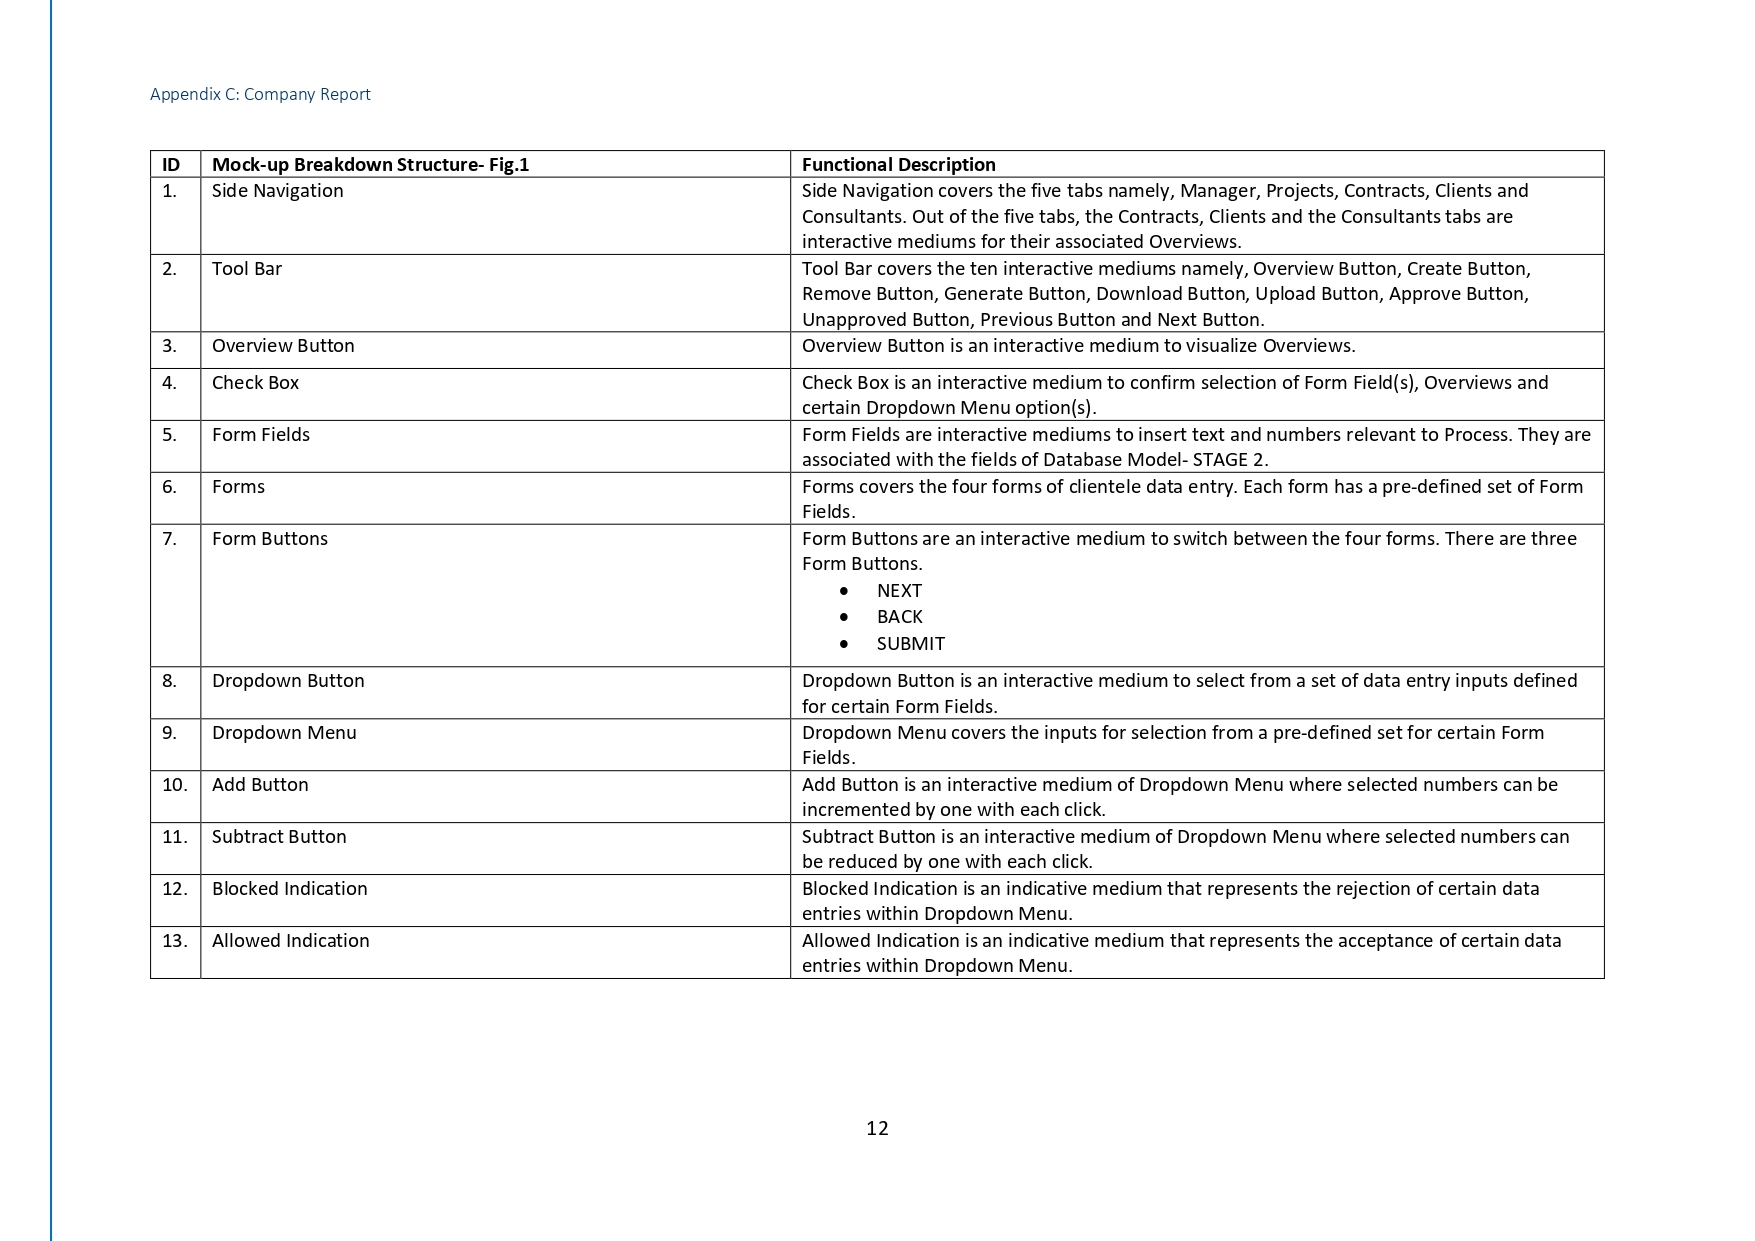 Appendix C: Company Report
ID Mock-up Breakdown Structure- Fig.1 Functional Description
1. Side Navigation Side Navigation covers the five tabs namely, Manager, Projects, Contracts, Clients and
Consultants. Out of the five tabs, the Contracts, Clients and the Consultants tabs are
interactive mediums for their associated Overviews.
2. Tool Bar Tool Bar covers the ten interactive mediums namely, Overview Button, Create Button,
Remove Button, Generate Button, Download Button, Upload Button, Approve Button,
Unapproved Button, Previous Button and Next Button.
3. Overview Button Overview Button is an interactive medium to visualize Overviews.
4. Check Box Check Box is an interactive medium to confirm selection of Form Field(s), Overviews and
certain Dropdown Menu option(s).
5. Form Fields Form Fields are interactive mediums to insert text and numbers relevant to Process. They are
associated with the fields of Database Model- STAGE 2.
6. Forms Forms covers the four forms of clientele data entry. Each form has a pre-defined set of Form
Fields.
7. Form Buttons Form Buttons are an interactive medium to switch between the four forms. There are three
Form Buttons.
• NEXT
• BACK
• SUBMIT
8. Dropdown Button Dropdown Button is an interactive medium to select from a set of data entry inputs defined
for certain Form Fields.
9. Dropdown Menu Dropdown Menu covers the inputs for selection from a pre-defined set for certain Form
Fields.
10. Add Button Add Button is an interactive medium of Dropdown Menu where selected numbers can be
incremented by one with each click.
11. Subtract Button Subtract Button is an interactive medium of Dropdown Menu where selected numbers can
be reduced by one with each click.
12. Blocked Indication Blocked Indication is an indicative medium that represents the rejection of certain data
entries within Dropdown Menu.
13. Allowed Indication Allowed Indication is an indicative medium that represents the acceptance of certain data
entries within Dropdown Menu.
12